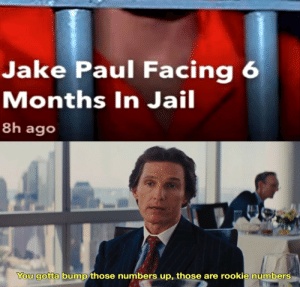 Jake Paul Facing 6
Months In Jail
8h ago
You gotta bump those numbers up, those are rookie numbers